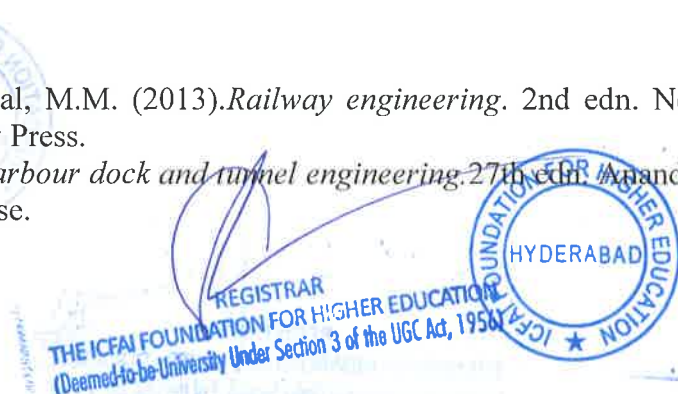 al, M.M. (2013).Railway engineering. 2nd edn. N
Press.
arbour dock and tunnel engineering.27th edn. Anand
se.
REGISTRAR
THE ICFAI FOUNDATION FOR HIGHER EDUCATION
(Deemed-to-be-University Under Section 3 of the UGC Act, 1956)
ICFAI FOUNDATION FOR HIGHER EDUCATION
HYDERABAD